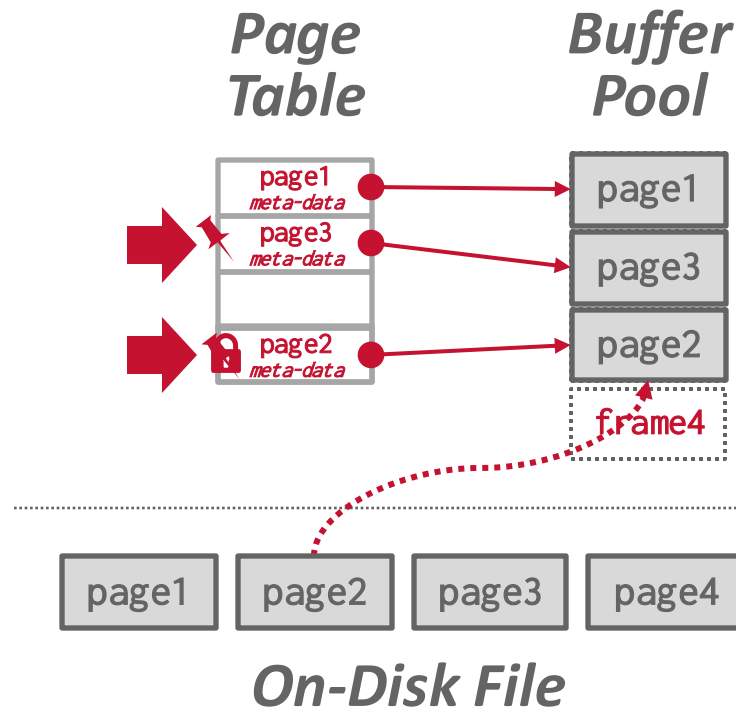 Page
Table
Buffer
Pool
page1
meta-data
page3
meta-data
page2
meta-data
page1
page3
page2
frame4
page1
page2
page3
page4
On-Disk File